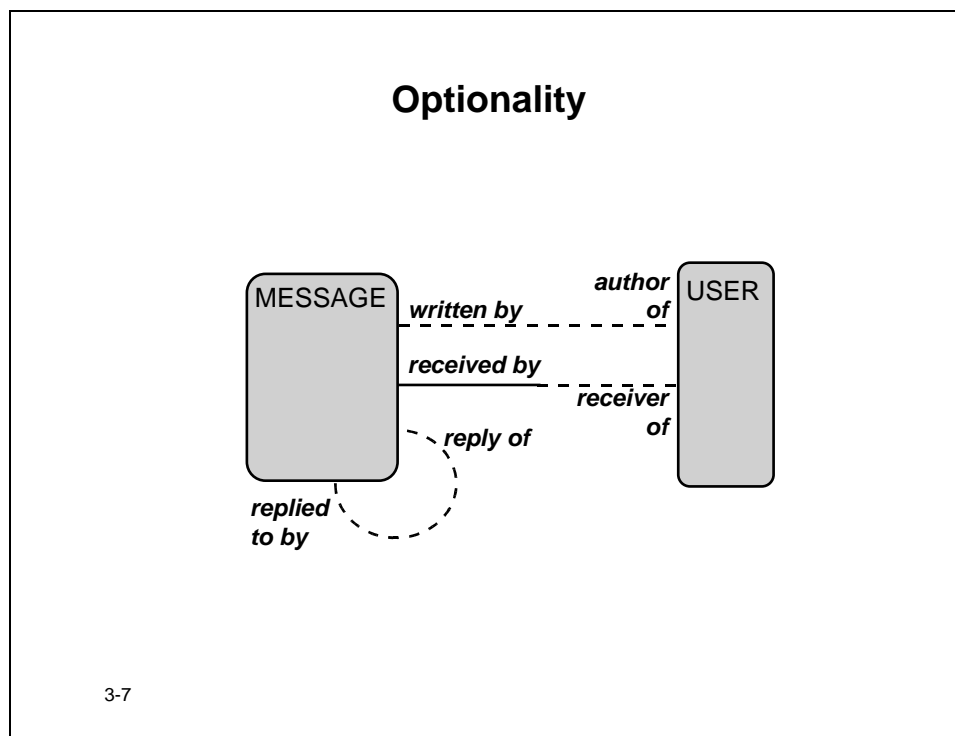 Optionality
MESSAGE
written by
author
of
USER
received by
receiver
of
reply of
replied
to by
3-7